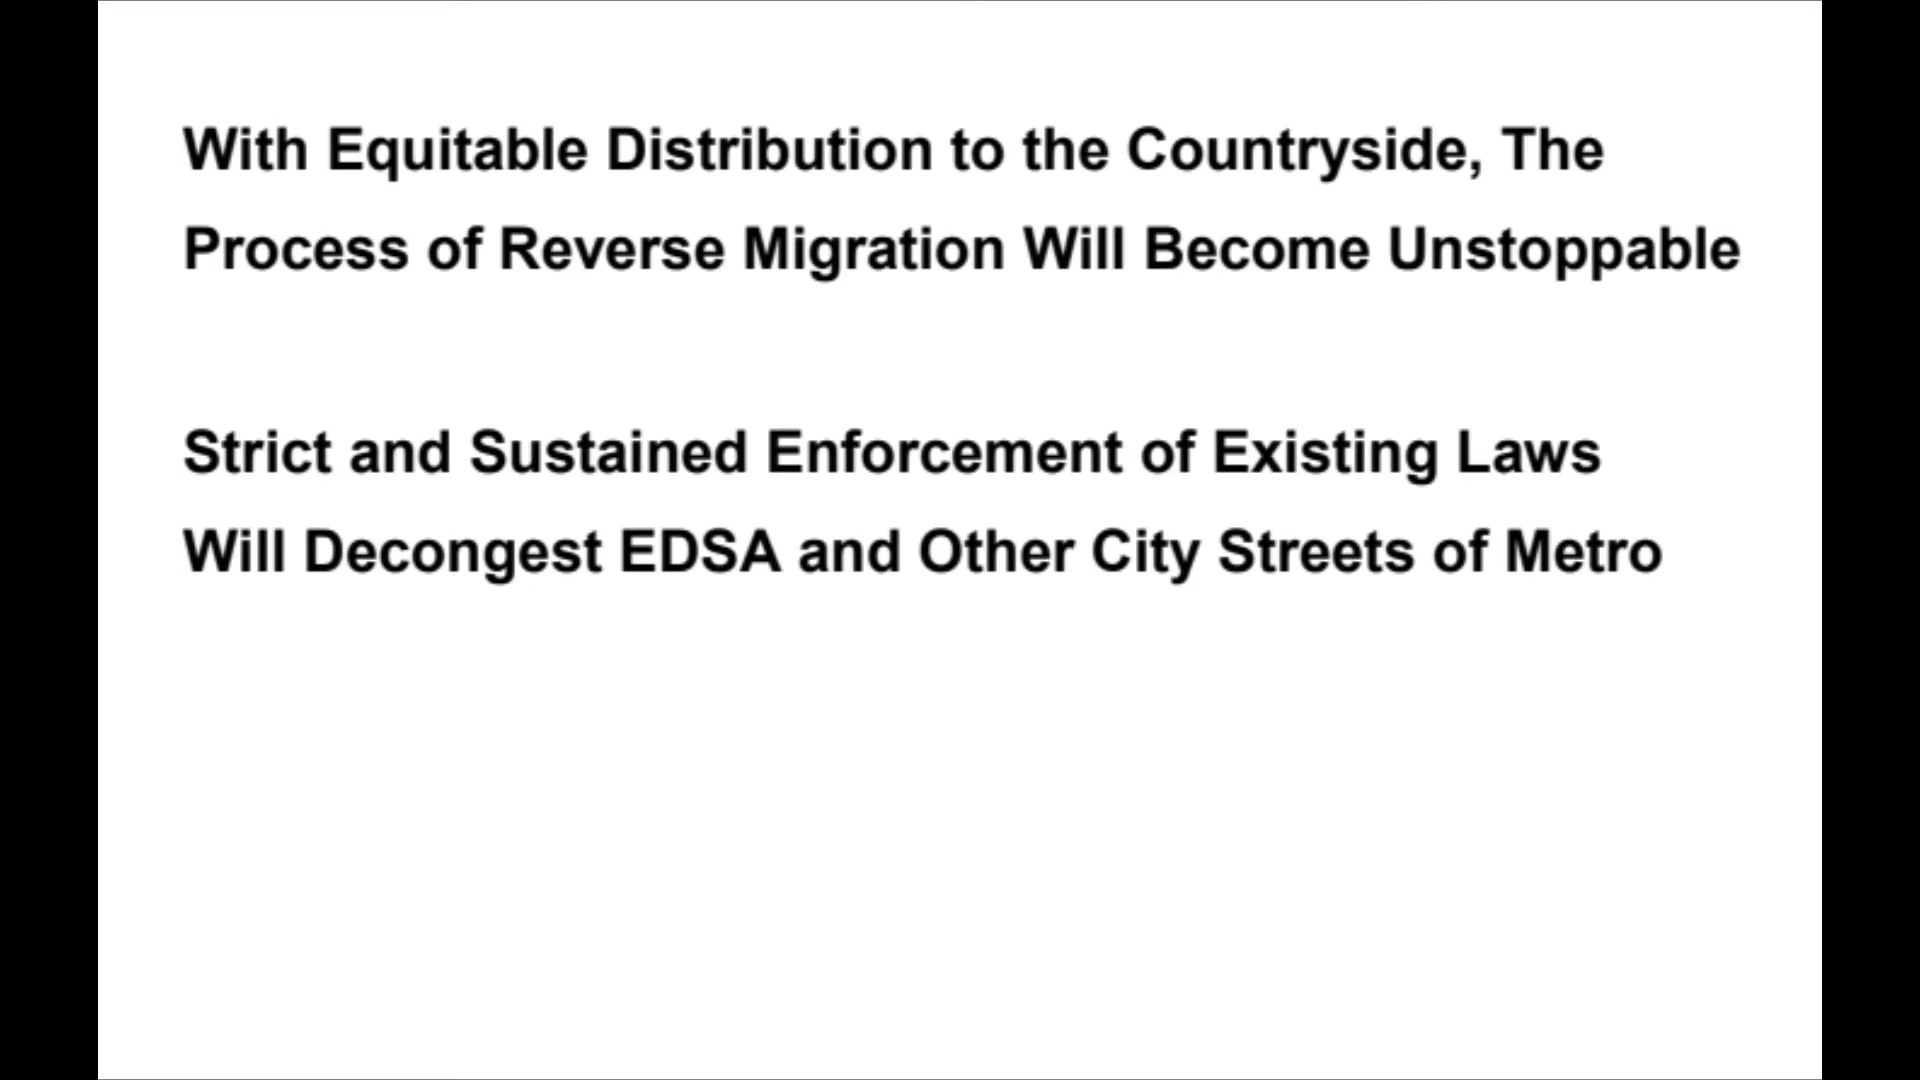 With Equitable Distribution to the Countryside, The
Process of Reverse Migration Will Become Unstoppable
Strict and Sustained Enforcement of Existing Laws
Will Decongest EDSA and Other City Streets of Metro